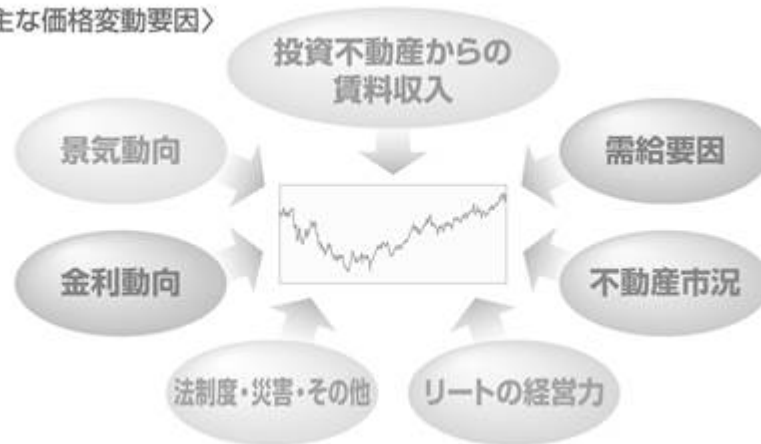 主な価格変動要因〉
投資不動産からの
賃料収入
景気動向
需給要因
金利動向
不動産市況
法制度・災害・その他
リートの経営力